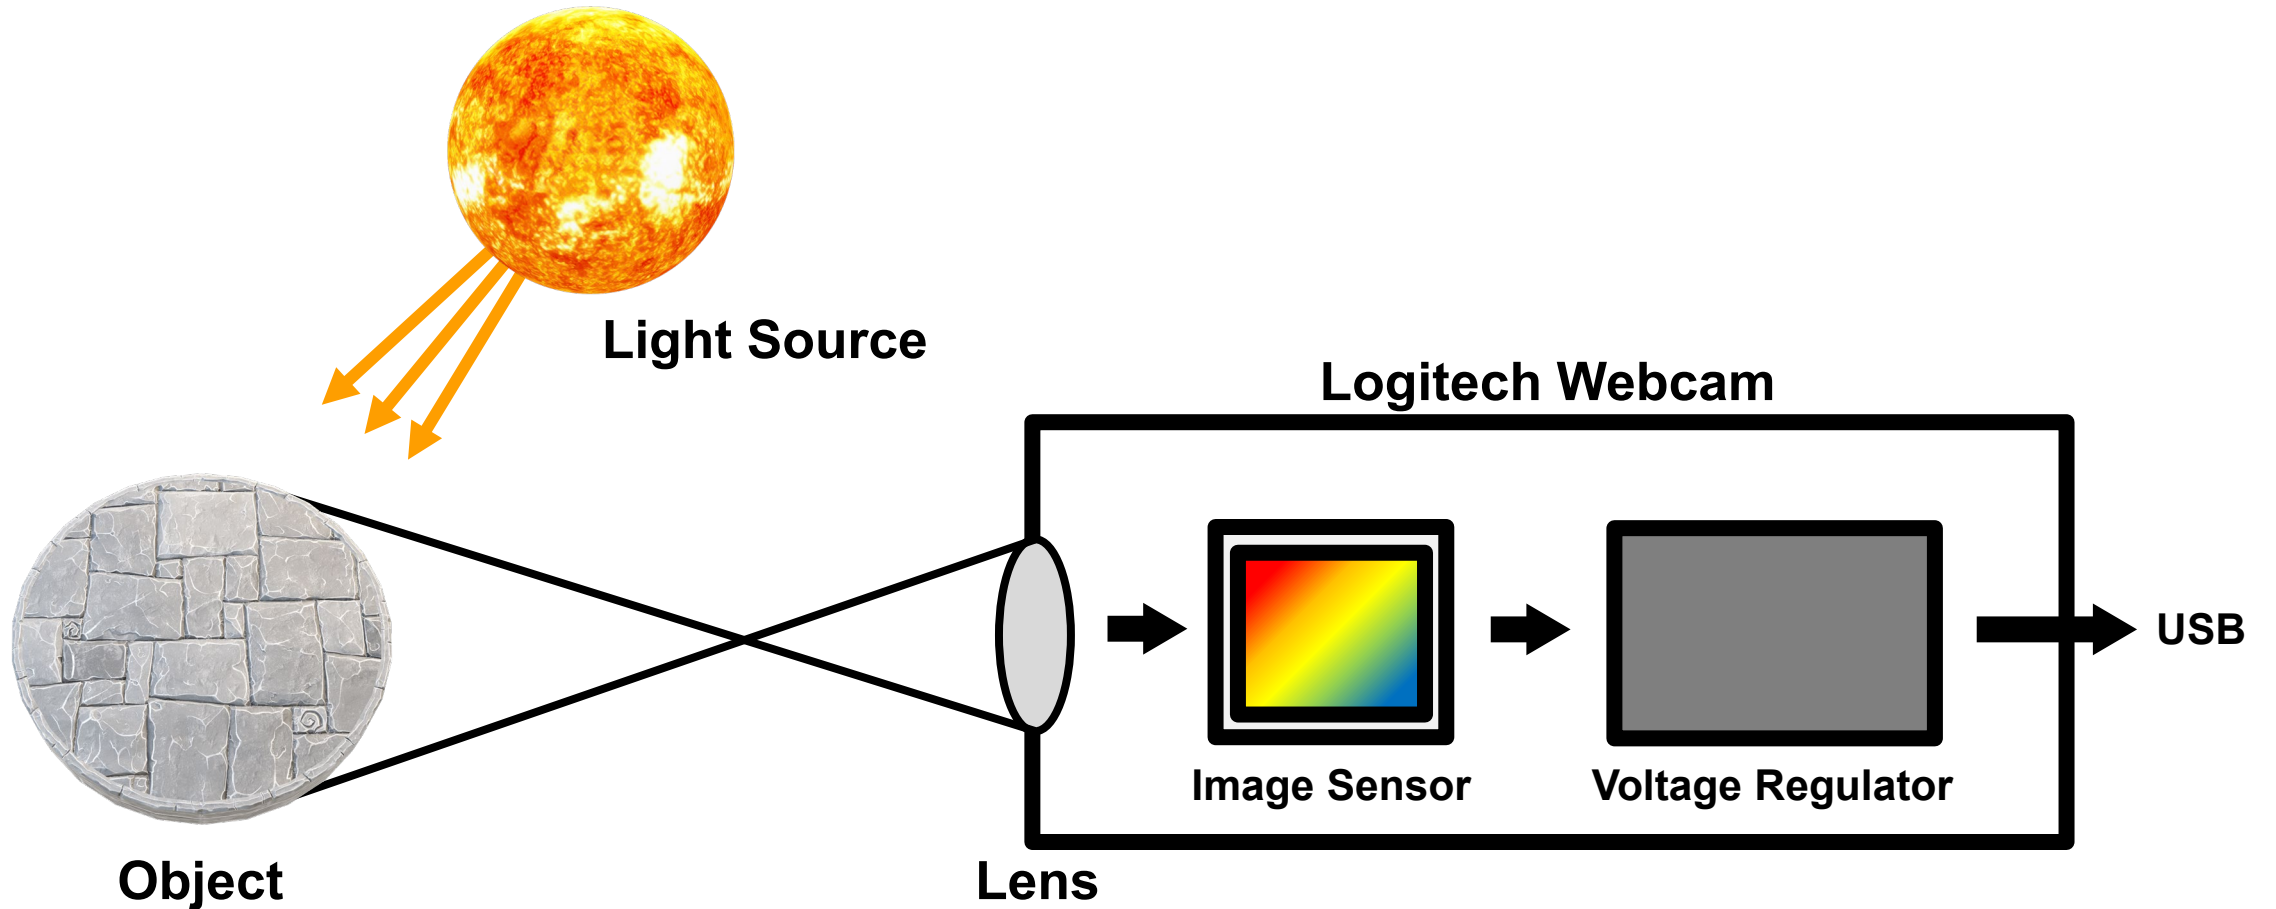 Light Source
Logitech Webcam
USB
Image Sensor
Voltage Regulator
Object
Lens